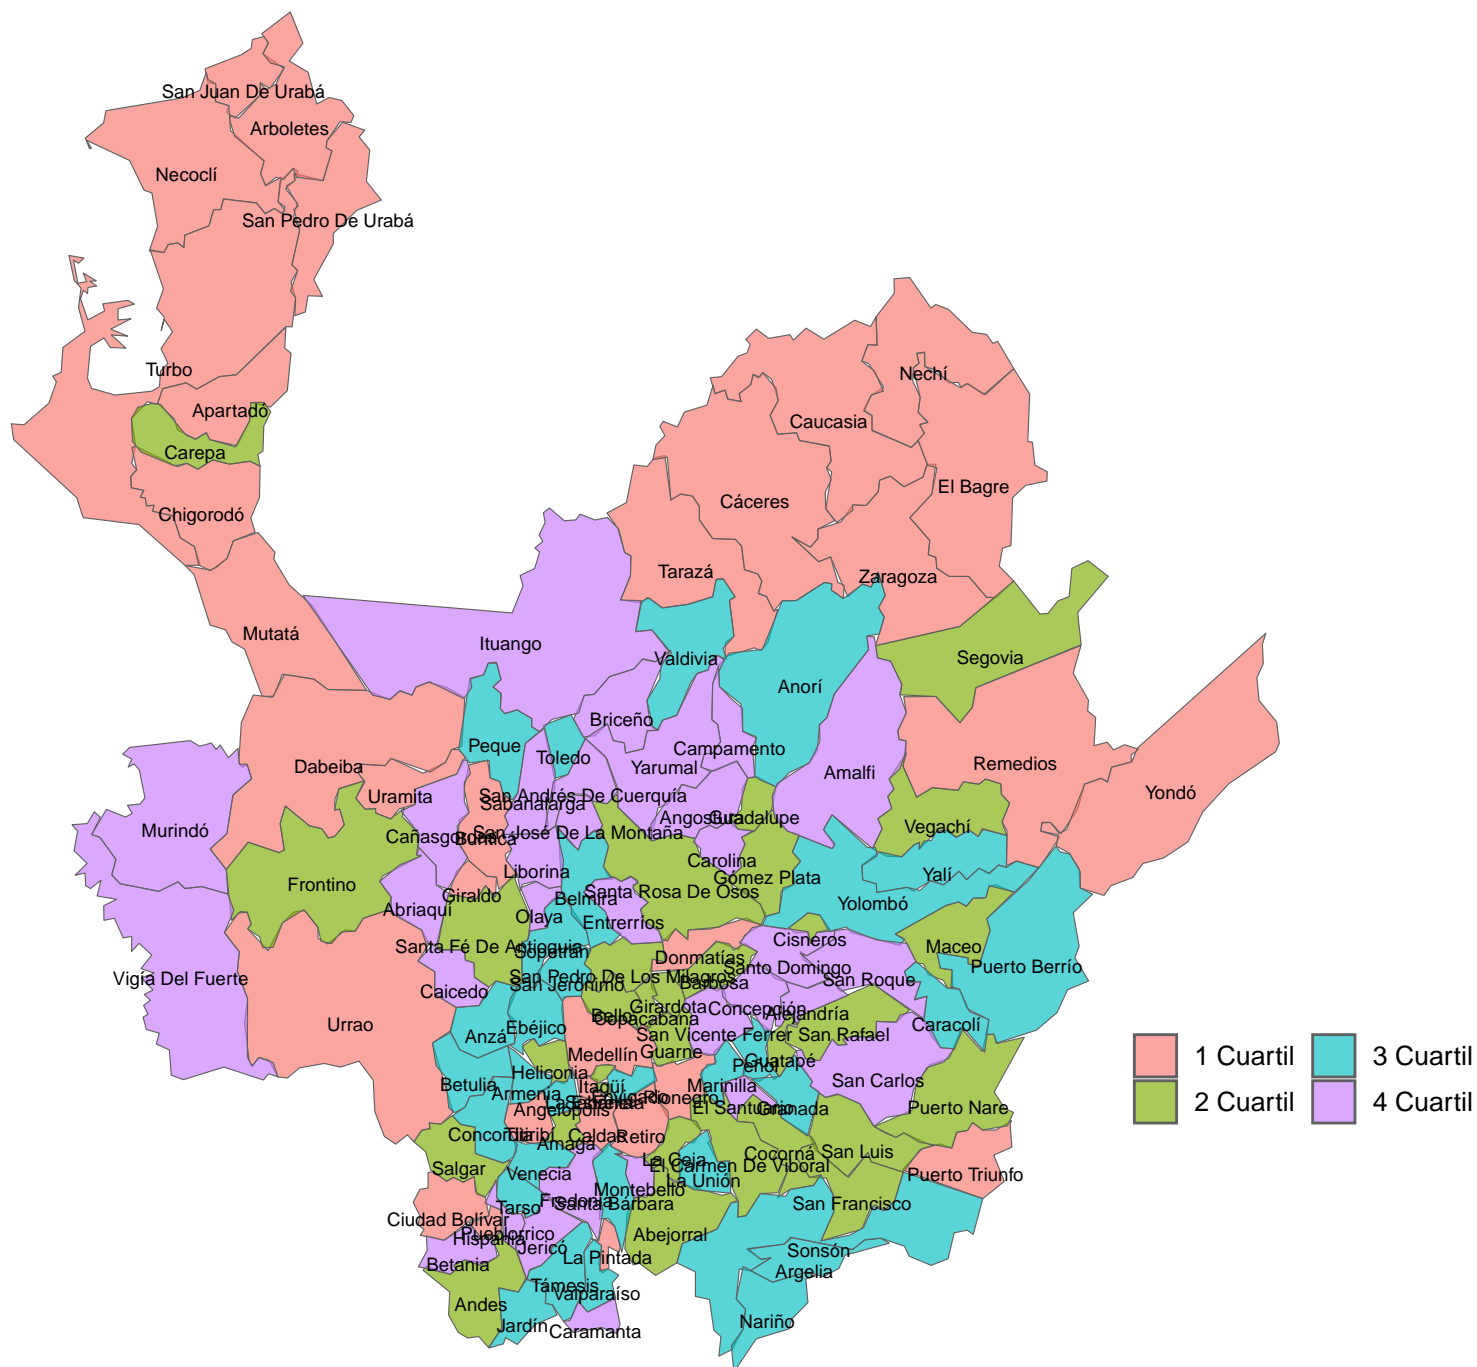 San Juan De Urabá
Arboletes
Necoclí
San Pedro De Urabá
Turbo
Nechí
Apartadó
Caucasia
Carepa
El Bagre
Cáceres
Chigorodó
Tarazá
Zaragoza
Mutatá
Ituango
Valdivia
Segovia
Anorí
Briceño
Peque
Campamento
Toledo
Dabeiba
Yarumal
Amalfi
Remedios
Yondó
Uramita
San Andrés De Cuerquía
Sabanalarga
Angostura
Guadalupe
Murindó
Cañasgordas
Buriticá
San José De La Montaña
Vegachí
Carolina
Liborina
Yalí
Gómez Plata
Frontino
Giraldo
Santa Rosa De Osos
Belmira
Yolombó
Abriaquí
Olaya
Entrerríos
Cisneros
Santa Fé De Antioquia
Sopetrán
Maceo
Donmatías
Santo Domingo
Puerto Berrío
Vigía Del Fuerte
San Pedro De Los Milagros
San Jerónimo
Barbosa
San Roque
Caicedo
Girardota
Concepción
Alejandría
Bello
Copacabana
Urrao
Ebéjico
Anzá
San Vicente Ferrer
San Rafael
Caracolí
Medellín
Guarne
Guatapé
Peñol
Heliconia
Betulia
Itagüí
Marinilla
San Carlos
Armenia
Envigado
Rionegro
La Estrella
Sabaneta
Angelópolis
El Santuario
Granada
Puerto Nare
Concordia
Titiribí
Caldas
Retiro
Amagá
Salgar
La Ceja
El Carmen De Viboral
Cocorná
San Luis
Venecia
La Unión
Puerto Triunfo
Montebello
Fredonia
Santa Bárbara
Tarso
San Francisco
Ciudad Bolívar
Pueblorrico
Hispania
Jericó
Abejorral
La Pintada
Sonsón
Betania
Argelia
Támesis
Valparaíso
Andes
Jardín
Caramanta
Nariño
1 Cuartil
3 Cuartil
2 Cuartil
4 Cuartil